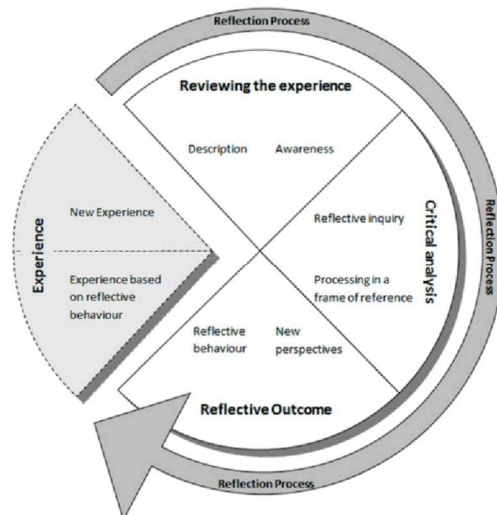 Reflection Process
Reviewing the experience
Description
Awareness
Reflection Process
Critical analysis
Reflective inquiry
Processing in a
frame of reference
Experience
New Experience
Experience based
on reflective
behaviour
Reflective
behaviour
New
perspectives
Reflective Outcome
Reflection Process